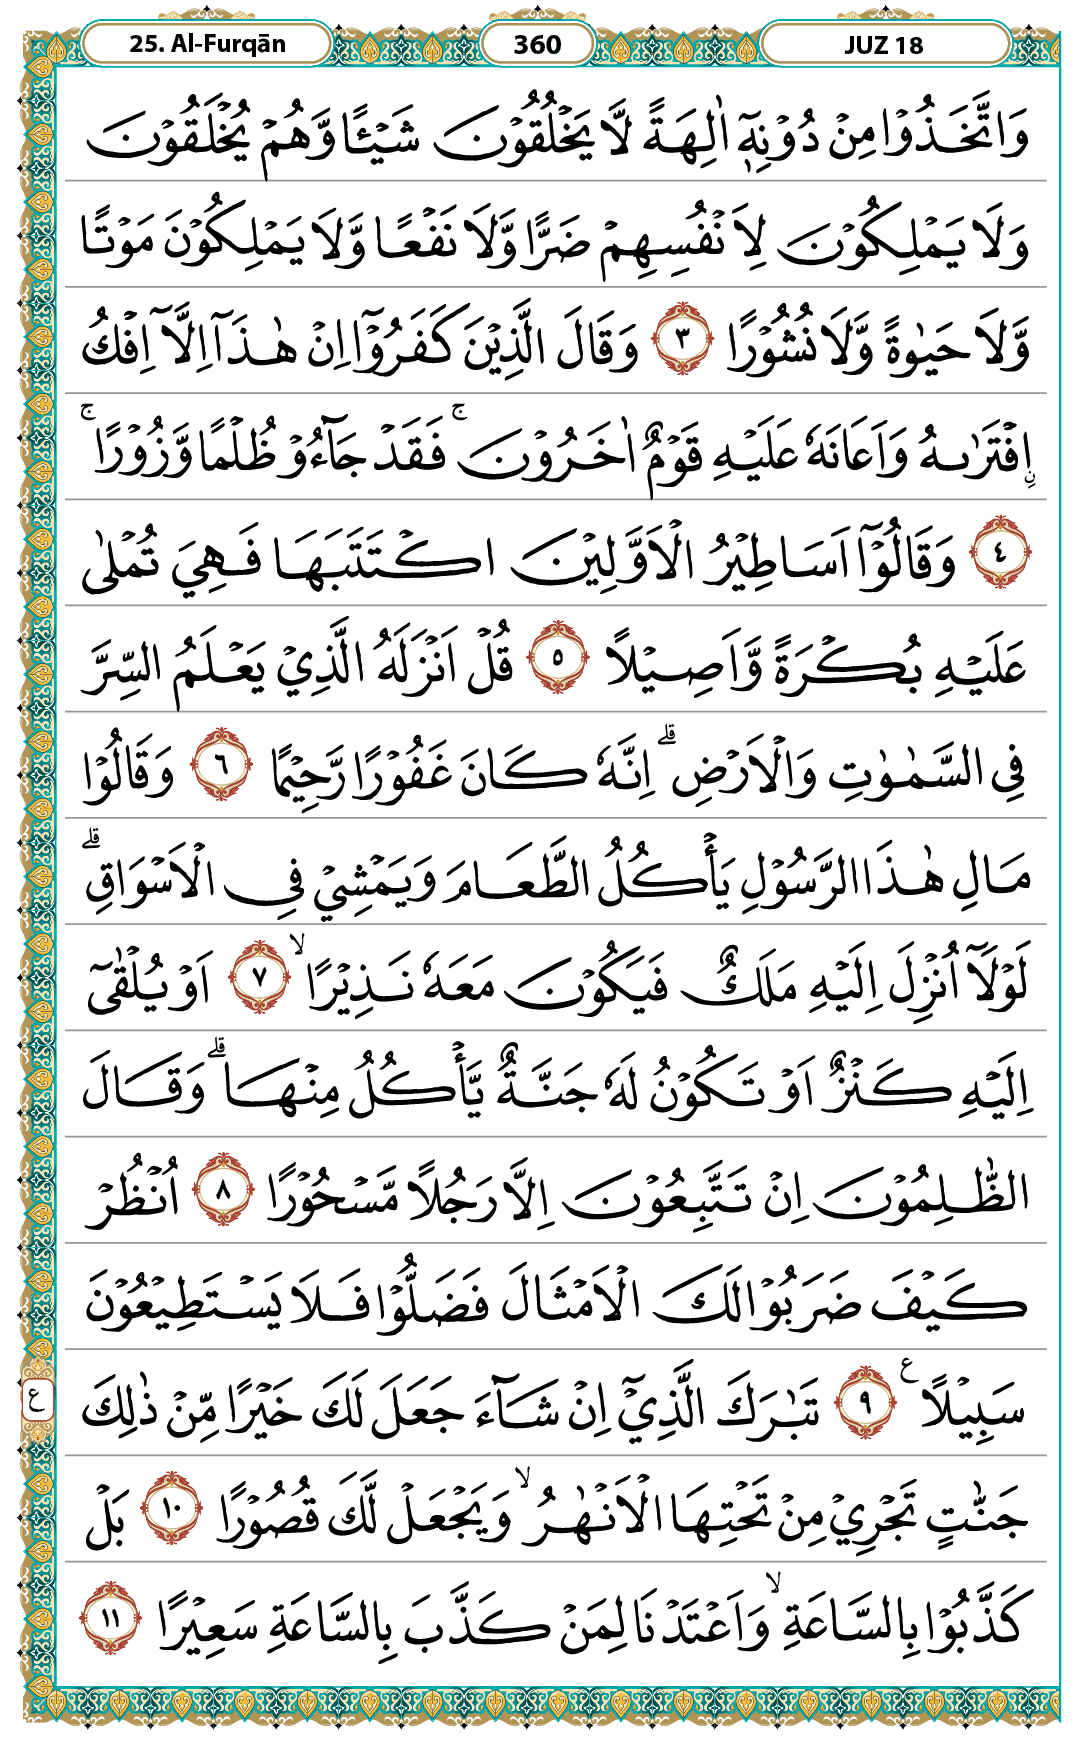 25. Al-Furqān
360
JUZ 18
وَاتَّخَذُوْا مِنْ دُوْنِهٖٓ اٰلِهَةً لَّا يَخْلُقُوْنَ شَيْـًٔا وَّهُمْ يُخْلَقُوْنَ
وَلَا يَمْلِكُوْنَ لِاَنْفُسِهِمْ ضَرًّا وَّلَا نَفْعًا وَّلَا يَمْلِكُوْنَ مَوْتًا
وَّلَا حَيٰوةً وَّلَا نُشُوْرًا ٣ وَقَالَ الَّذِيْنَ كَفَرُوْٓا اِنْ هٰذَآ اِلَّآ اِفْكُ
ۨافْتَرٰىهُ وَاَعَانَهٗ عَلَيْهِ قَوْمٌ اٰخَرُوْنَ ۚ فَقَدْ جَاۤءُوْ ظُلْمًا وَّزُوْرًا ۚ
٤ وَقَالُوْٓا اَسَاطِيْرُ الْاَوَّلِيْنَ اكْتَتَبَهَا فَهِيَ تُمْلٰى
عَلَيْهِ بُكْرَةً وَّاَصِيْلًا ٥ قُلْ اَنْزَلَهُ الَّذِيْ يَعْلَمُ السِّرَّ
فِى السَّمٰوٰتِ وَالْاَرْضِ ۗ اِنَّهٗ كَانَ غَفُوْرًا رَّحِيْمًا ٦ وَقَالُوْا
مَالِ هٰذَا الرَّسُوْلِ يَأْكُلُ الطَّعَامَ وَيَمْشِيْ فِى الْاَسْوَاقِ ۗ
لَوْلَآ اُنْزِلَ اِلَيْهِ مَلَكٌ فَيَكُوْنَ مَعَهٗ نَذِيْرًا ۙ ٧ اَوْ يُلْقٰىٓ
اِلَيْهِ كَنْزٌ اَوْ تَكُوْنُ لَهٗ جَنَّةٌ يَّأْكُلُ مِنْهَا ۗ وَقَالَ
الظّٰلِمُوْنَ اِنْ تَتَّبِعُوْنَ اِلَّا رَجُلًا مَّسْحُوْرًا ٨ اُنْظُرْ
كَيْفَ ضَرَبُوْا لَكَ الْاَمْثَالَ فَضَلُّوْا فَلَا يَسْتَطِيْعُوْنَ
سَبِيْلًا ع ٩ تَبٰرَكَ الَّذِيْٓ اِنْ شَاۤءَ جَعَلَ لَكَ خَيْرًا مِّنْ ذٰلِكَ
ع
جَنّٰتٍ تَجْرِيْ مِنْ تَحْتِهَا الْاَنْهٰرُ ۙ وَيَجْعَلْ لَّكَ قُصُوْرًا ١٠ بَلْ
كَذَّبُوْا بِالسَّاعَةِ ۙ وَاَعْتَدْنَا لِمَنْ كَذَّبَ بِالسَّاعَةِ سَعِيْرًا ١١